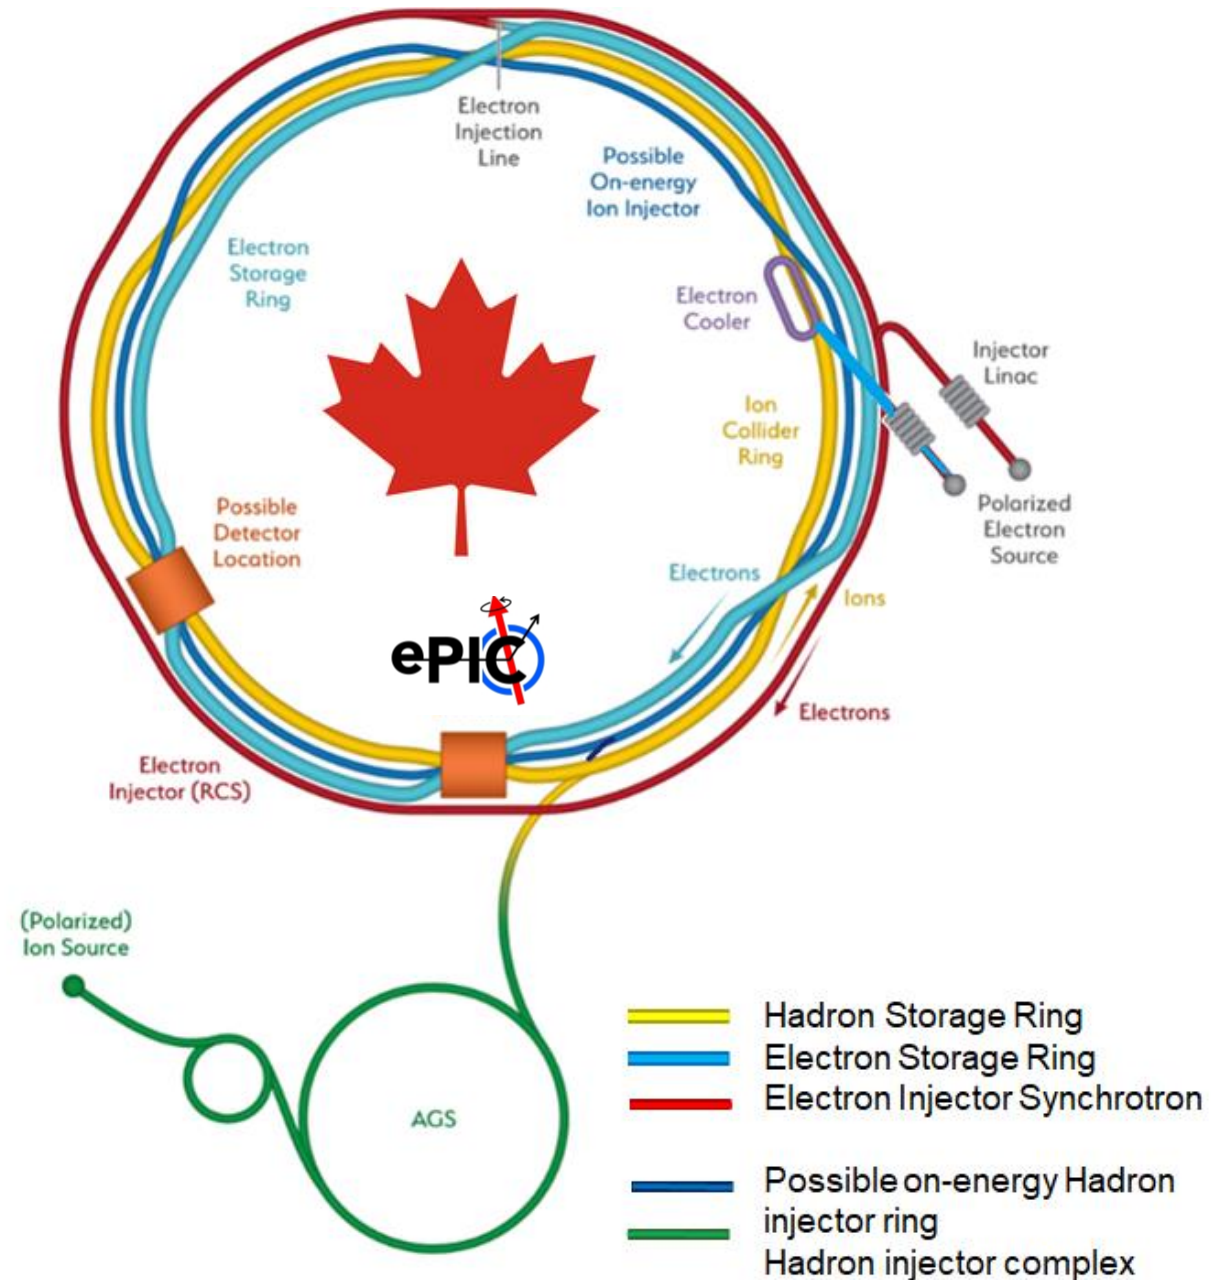 Electron
Injection
Line
Possible
On-energy
Ion Injector
Electron
Storage
Ring
Electron
Cooler
Injector
Linac
Ion
Collider
Ring
Possible
Detector
Location
Polarized
Electron
Source
Electrons
Ions
ePIC
Electrons
Electron
Injector (RCS)
(Polarized)
Ion Source
AGS
Hadron Storage Ring
Electron Storage Ring
Electron Injector Synchrotron
Possible on-energy Hadron
injector ring
Hadron injector complex